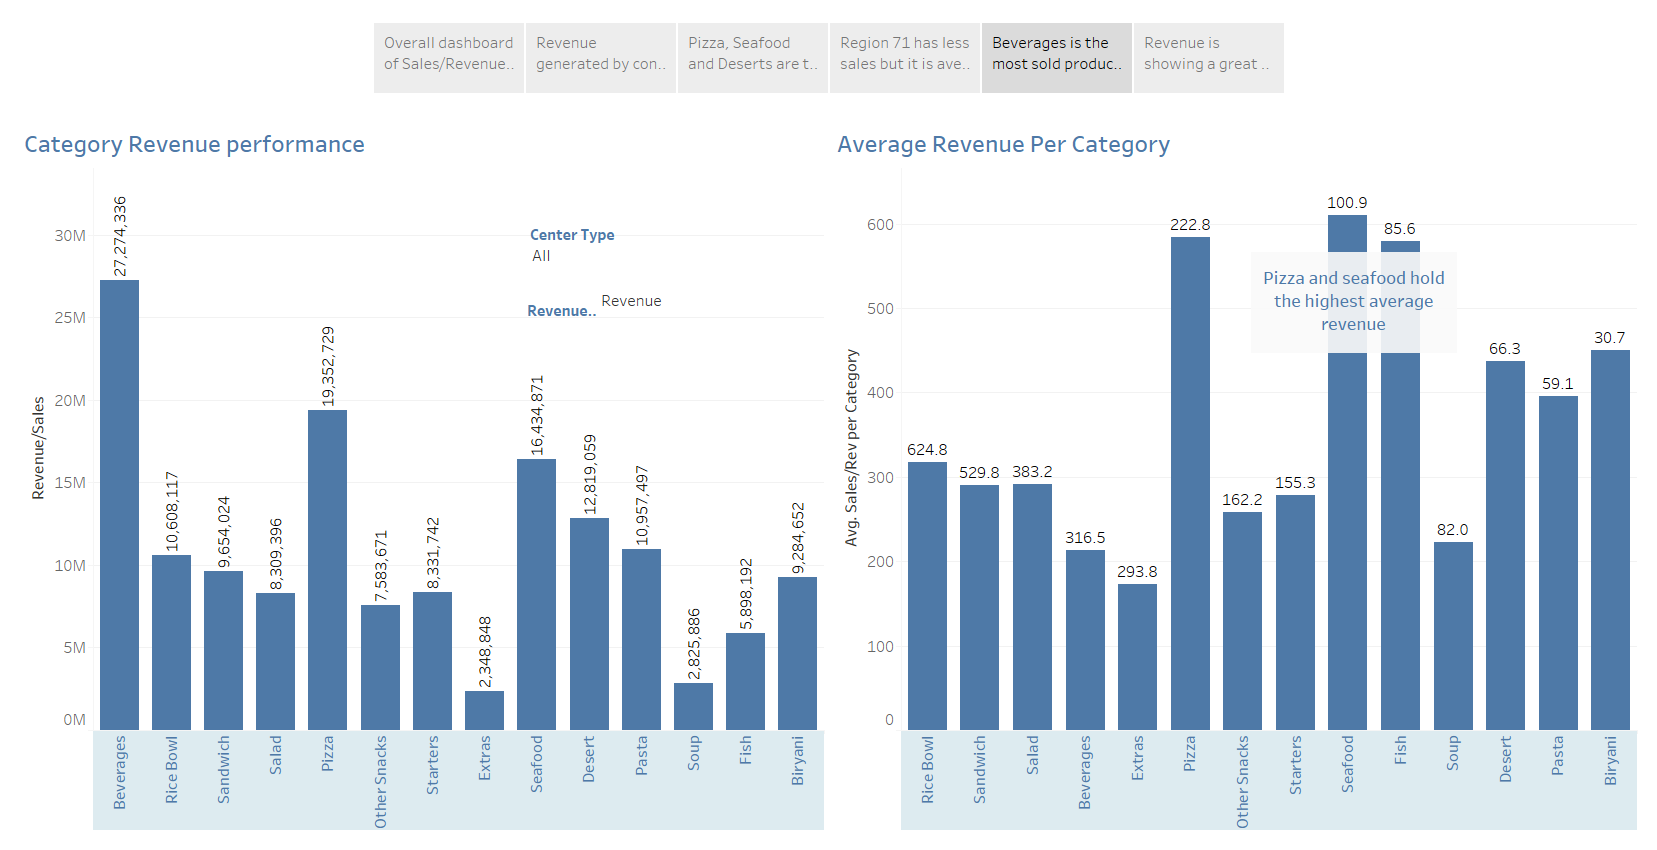 Overall dashboard
of Sales/Revenue..
Revenue
generated by con..
Pizza, Seafood
and Deserts are t..
Region 71 has less
sales but it is ave..
Beverages is the
most sold produc..
Revenue is
showing a great ..
Category Revenue performance
Revenue/Sales
30M
25M
20M
15M
10M
5M
0M
27,274,336
10,608,117
9,654,024
8,309,396
19,352,729
7,583,671
8,331,742
2,348,848
16,434,871
12,819,059
10,957,497
2,825,886
5,898,192
9,284,652
Center Type
All
Revenue..
Revenue
Beverages
Rice Bowl
Sandwich
Salad
Pizza
Other Snacks
Starters
Extras
Seafood
Desert
Pasta
Soup
Fish
Biryani
Average Revenue Per Category
Avg. Sales/Rev per Category
600
500
400
300
200
100
0
624.8
529.8
383.2
316.5
293.8
222.8
162.2
155.3
100.9
85.6
82.0
66.3
59.1
30.7
Pizza and seafood hold
the highest average
revenue
Rice Bowl
Sandwich
Salad
Beverages
Extras
Pizza
Other Snacks
Starters
Seafood
Fish
Soup
Desert
Pasta
Biryani